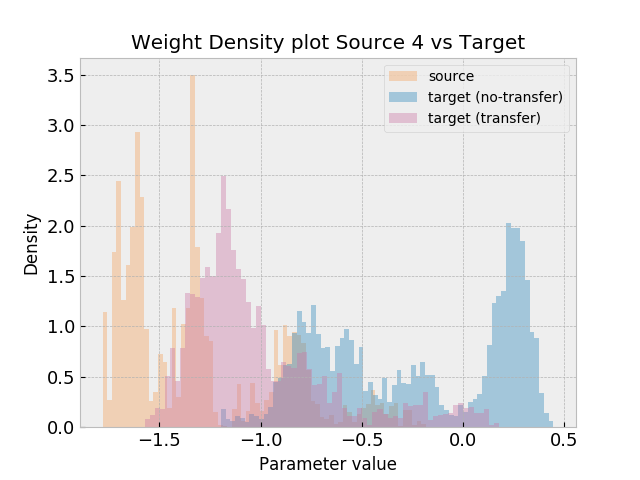 Weight Density plot Source 4 vs Target
source
target (no-transfer)
target (transfer)
Density
3.5
3.0
2.5
2.0
1.5
1.0
0.5
0.0
−1.5
−1.0
−0.5
0.0
0.5
Parameter value